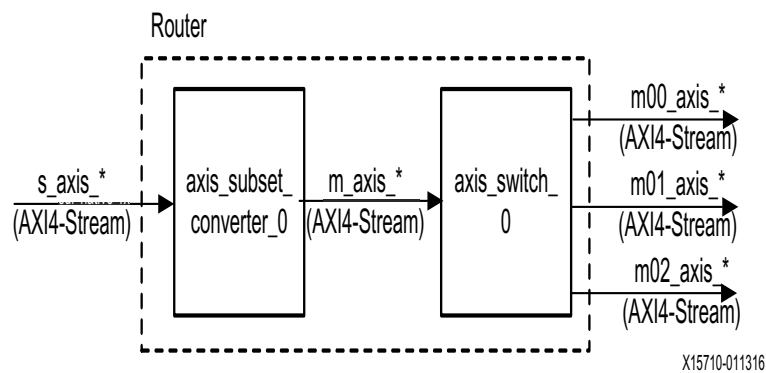 Router
s_axis_*
(AXI4-Stream)
axis_subset_
converter_0
m_axis_*
(AXI4-Stream)
axis_switch_
0
m00_axis_*
(AXI4-Stream)
m01_axis_*
(AXI4-Stream)
m02_axis_*
(AXI4-Stream)
X15710-011316